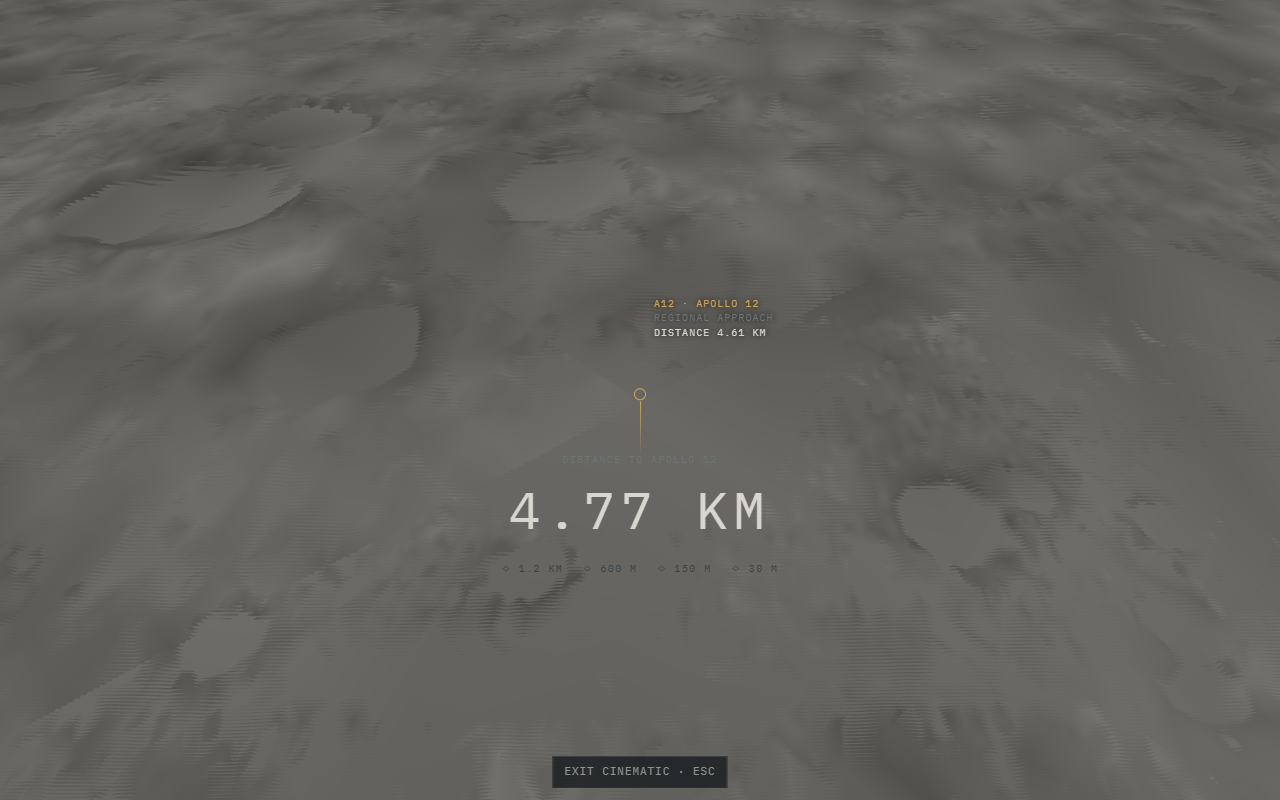 A12 · APOLLO 12
REGIONAL APPROACH
DISTANCE 4.61 KM
DISTANCE TO APOLLO 12
4.77 KM
◇ 1.2 KM ◇ 600 M ◇ 150 M ◇ 30 M
EXIT CINEMATIC · ESC